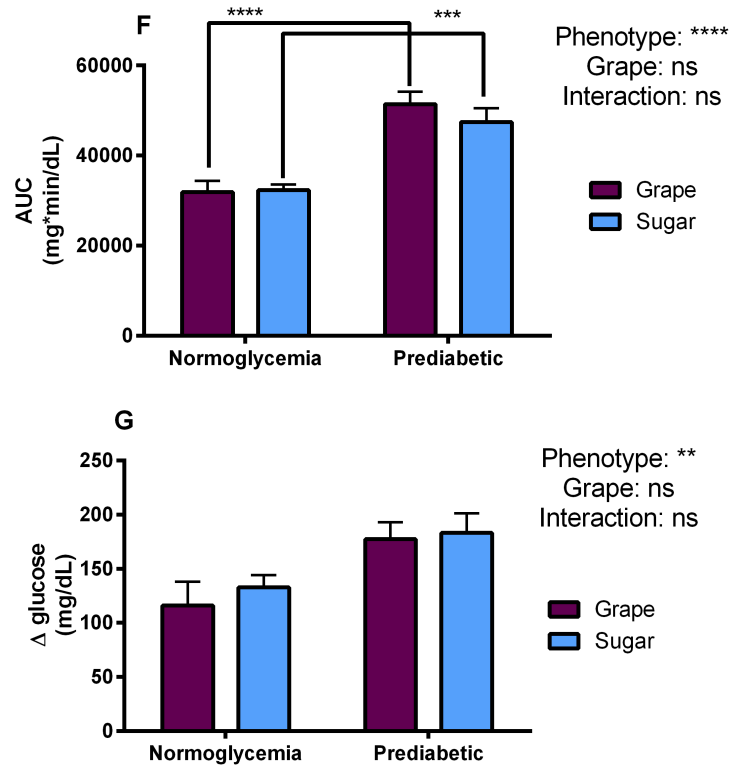 F
****
***
Phenotype: ****
Grape: ns
Interaction: ns
60000
40000
20000
0
AUC
(mg*min/dL)
Grape
Sugar
Normoglycemia
Prediabetic
G
Phenotype: **
Grape: ns
Interaction: ns
250
200
150
100
50
0
Δ glucose
(mg/dL)
Grape
Sugar
Normoglycemia
Prediabetic